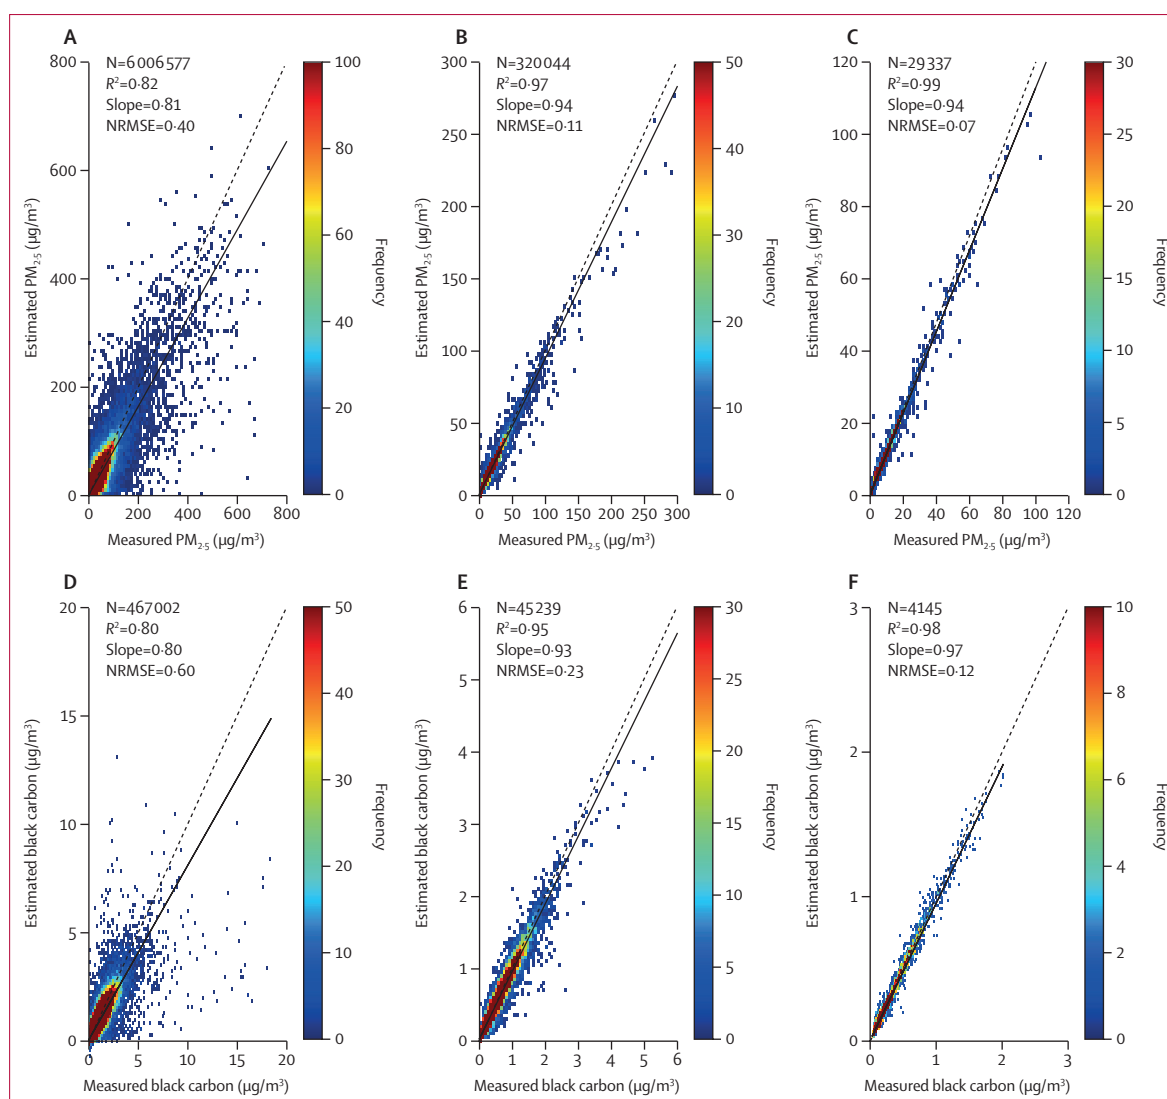 A
N=6 006 577
R²=0·82
Slope=0·81
NRMSE=0·40
800
600
400
200
0
0 200 400 600 800
Estimated PM2·5 (µg/m³)
Measured PM2·5 (µg/m³)
100
80
60
40
20
0
Frequency
B
N=320 044
R²=0·97
Slope=0·94
NRMSE=0·11
300
250
200
150
100
50
0
0 50 100 150 200 250 300
Estimated PM2·5 (µg/m³)
Measured PM2·5 (µg/m³)
50
40
30
20
10
0
Frequency
C
N=29 337
R²=0·99
Slope=0·94
NRMSE=0·07
120
100
80
60
40
20
0
0 20 40 60 80 100 120
Estimated PM2·5 (µg/m³)
Measured PM2·5 (µg/m³)
30
25
20
15
10
5
0
Frequency
D
N=467 002
R²=0·80
Slope=0·80
NRMSE=0·60
20
15
10
5
0
0 5 10 15 20
Estimated black carbon (µg/m³)
Measured black carbon (µg/m³)
50
40
30
20
10
0
Frequency
E
N=45 239
R²=0·95
Slope=0·93
NRMSE=0·23
6
5
4
3
2
1
0
0 1 2 3 4 5 6
Estimated black carbon (µg/m³)
Measured black carbon (µg/m³)
30
25
20
15
10
5
0
Frequency
F
N=4145
R²=0·98
Slope=0·97
NRMSE=0·12
3
2
1
0
0 1 2 3
Estimated black carbon (µg/m³)
Measured black carbon (µg/m³)
10
8
6
4
2
0
Frequency